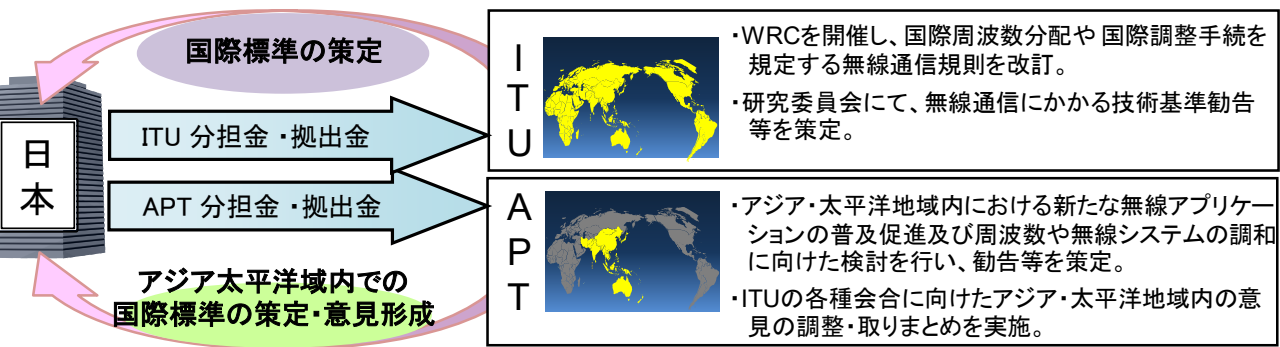 国際標準の策定
日本
ITU 分担金・拠出金
APT 分担金・拠出金
アジア太平洋域内での
国際標準の策定・意見形成
ITU
・WRCを開催し、国際周波数分配や 国際調整手続を
規定する無線通信規則を改訂。
・研究委員会にて、無線通信にかかる技術基準勧告
等を策定。
APT
・アジア・太平洋地域内における新たな無線アプリケー
ションの普及促進及び周波数や無線システムの調和
に向けた検討を行い、勧告等を策定。
・ITUの各種会合に向けたアジア・太平洋地域内の意
見の調整・取りまとめを実施。